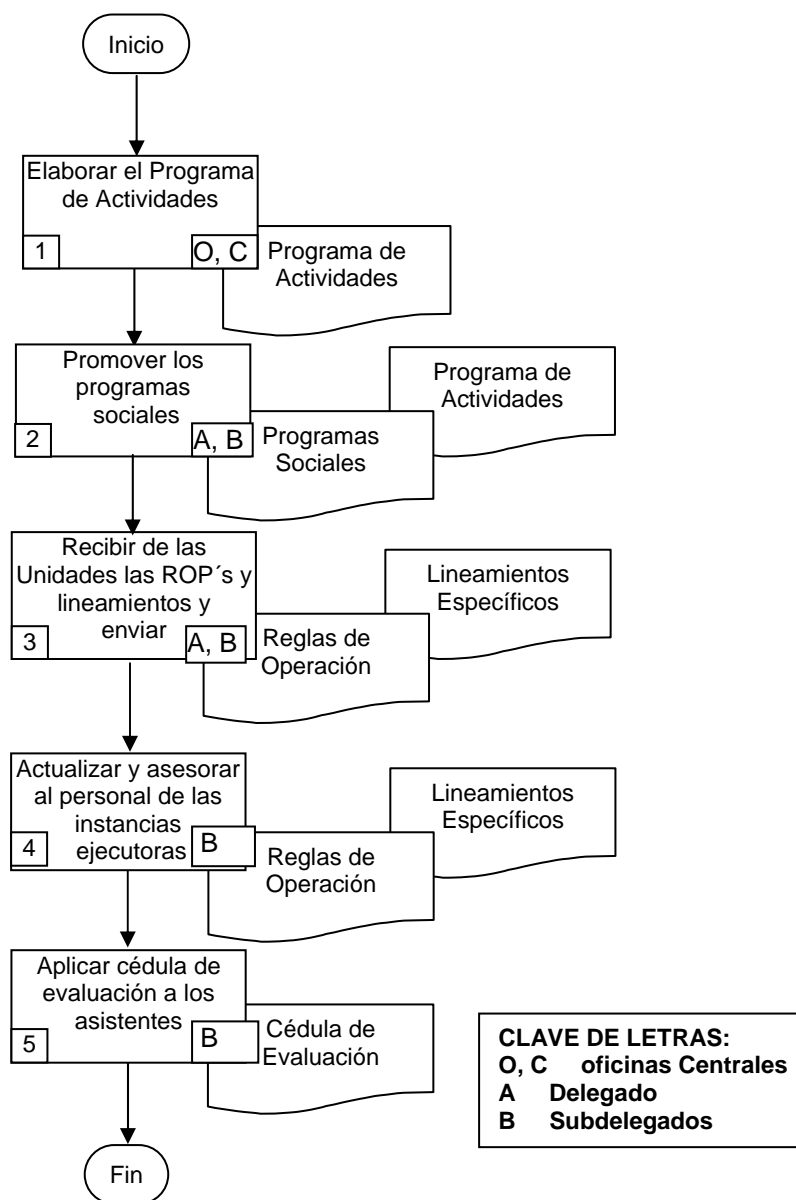 Inicio
Elaborar el Programa
de Actividades
1
O, C
Programa de
Actividades
Promover los
programas
sociales
2
A, B
Programas
Sociales
Programa de
Actividades
Recibir de las
Unidades las ROP´s y
lineamientos y
enviar
3
A, B
Reglas de
Operación
Lineamientos
Específicos
Actualizar y asesorar
al personal de las
instancias
ejecutoras
4
B
Reglas de
Operación
Lineamientos
Específicos
Aplicar cédula de
evaluación a los
asistentes
5
B
Cédula de
Evaluación
Fin
CLAVE DE LETRAS:
O, C oficinas Centrales
A Delegado
B Subdelegados